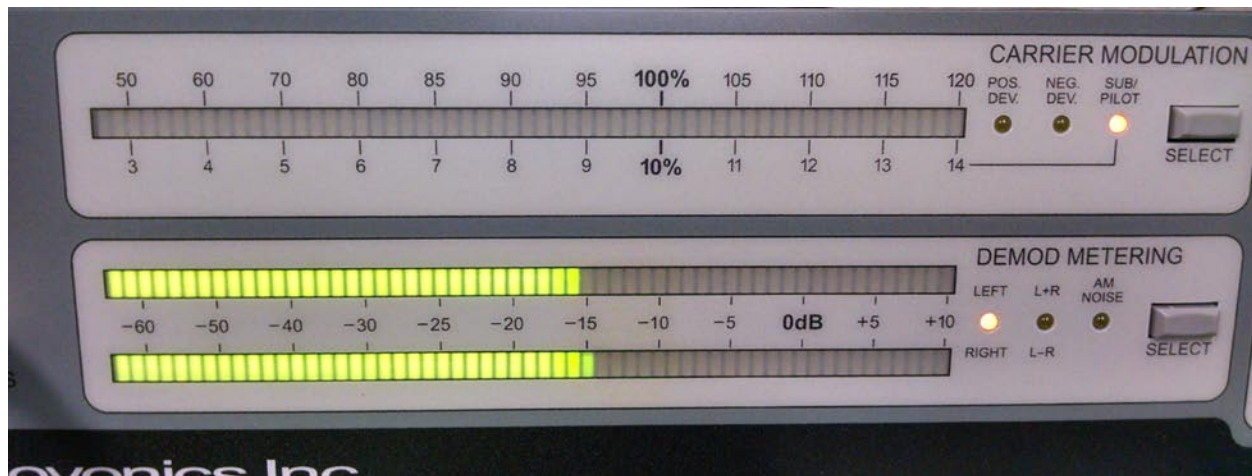 CARRIER MODULATION
50 60 70 80 85 90 95 100% 105 110 115 120
POS. DEV.
NEG. DEV.
SUB/ PILOT
3 4 5 6 7 8 9 10% 11 12 13 14
SELECT
DEMOD METERING
LEFT L+R AM NOISE
−60 −50 −40 −30 −25 −20 −15 −10 −5 0dB +5 +10
RIGHT L−R
SELECT
Inc